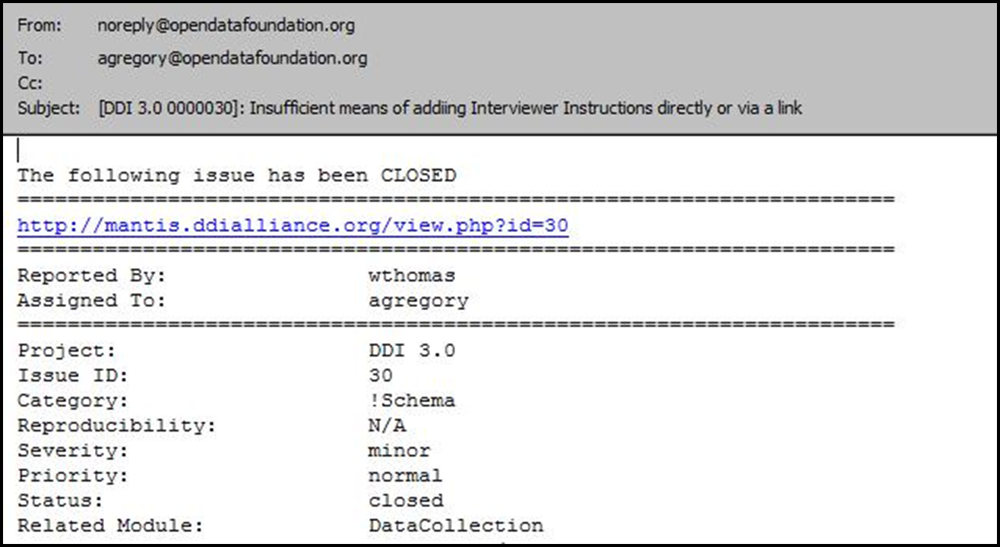 From: noreply@opendatafoundation.org
To: agregory@opendatafoundation.org
Cc:
Subject: [DDI 3.0 0000030]: Insufficient means of addiing Interviewer Instructions directly or via a link
The following issue has been CLOSED
======================================================================
http://mantis.ddialliance.org/view.php?id=30
======================================================================
Reported By: wthomas
Assigned To: agregory
======================================================================
Project: DDI 3.0
Issue ID: 30
Category: !Schema
Reproducibility: N/A
Severity: minor
Priority: normal
Status: closed
Related Module: DataCollection